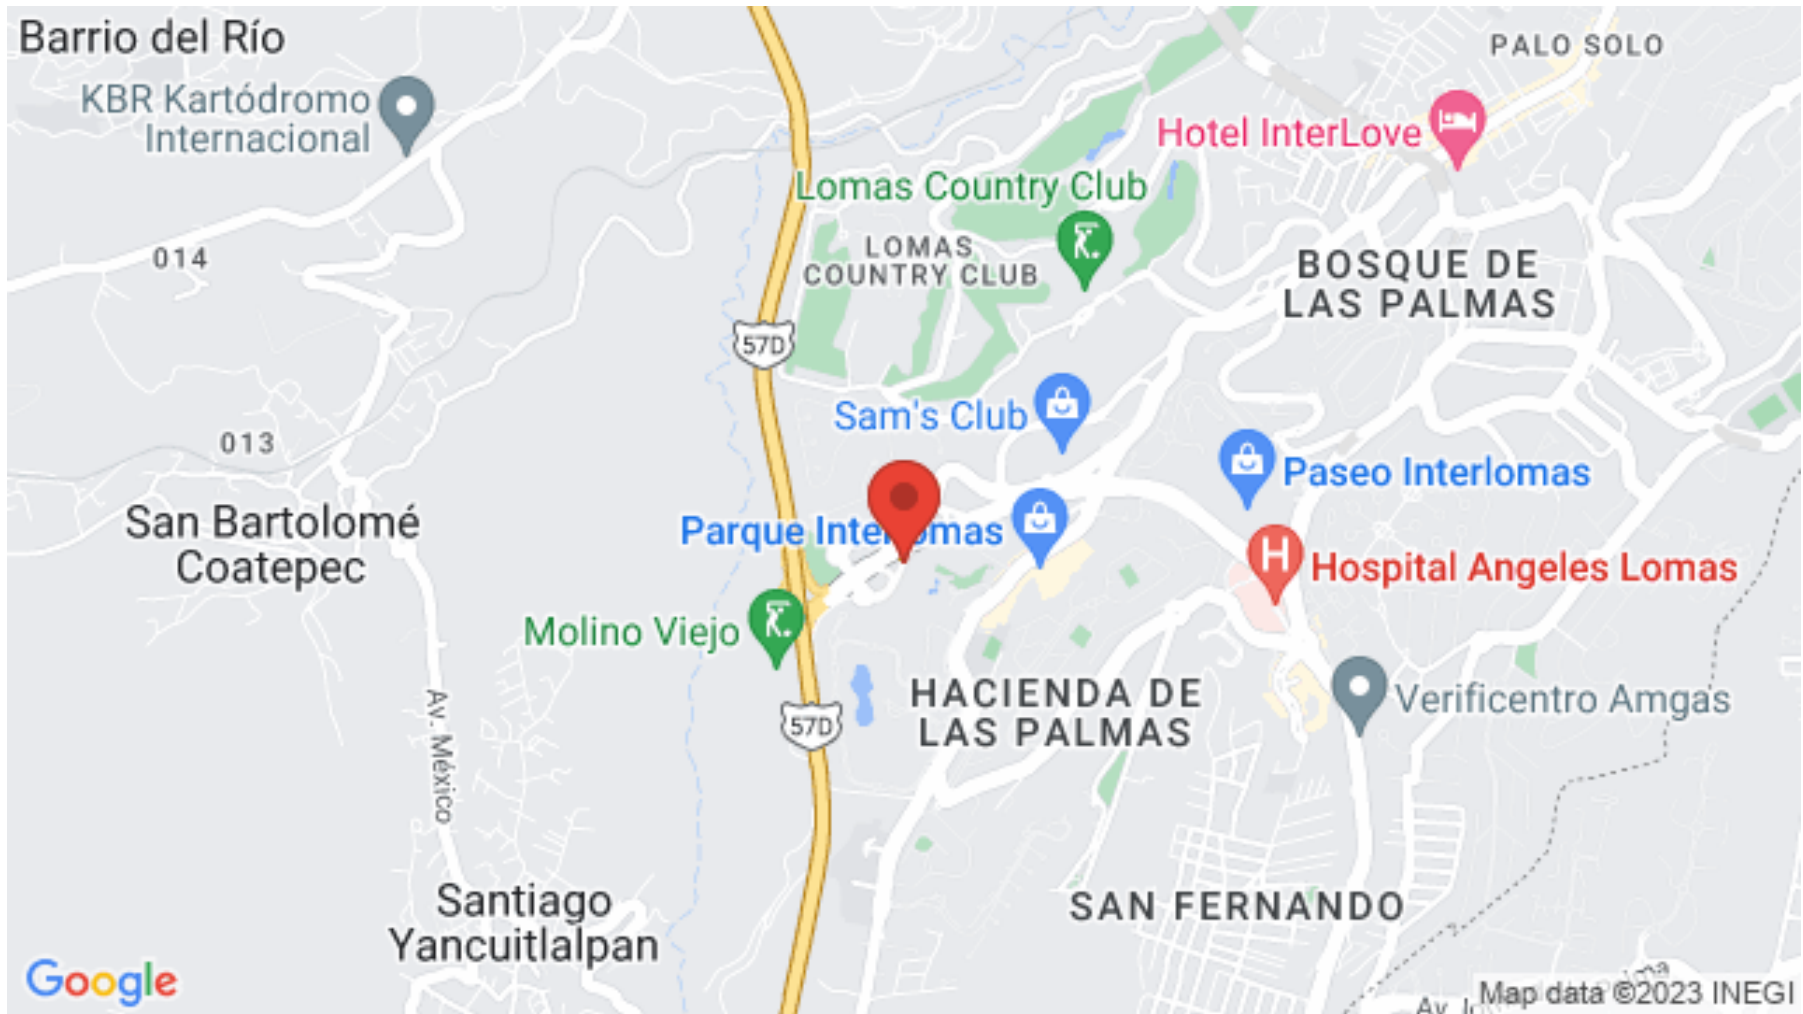 Barrio del Río
PALO SOLO
KBR Kartódromo
Internacional
Hotel InterLove
Lomas Country Club
LOMAS
COUNTRY CLUB
014
BOSQUE DE
LAS PALMAS
57D
Sam's Club
013
Paseo Interlomas
San Bartolomé
Coatepec
Parque Interlomas
H
Hospital Angeles Lomas
Molino Viejo
HACIENDA DE
LAS PALMAS
Verificentro Amgas
57D
Av. México
Santiago
Yancuitlalpan
SAN FERNANDO
Google
Av.
Map data ©2023 INEGI